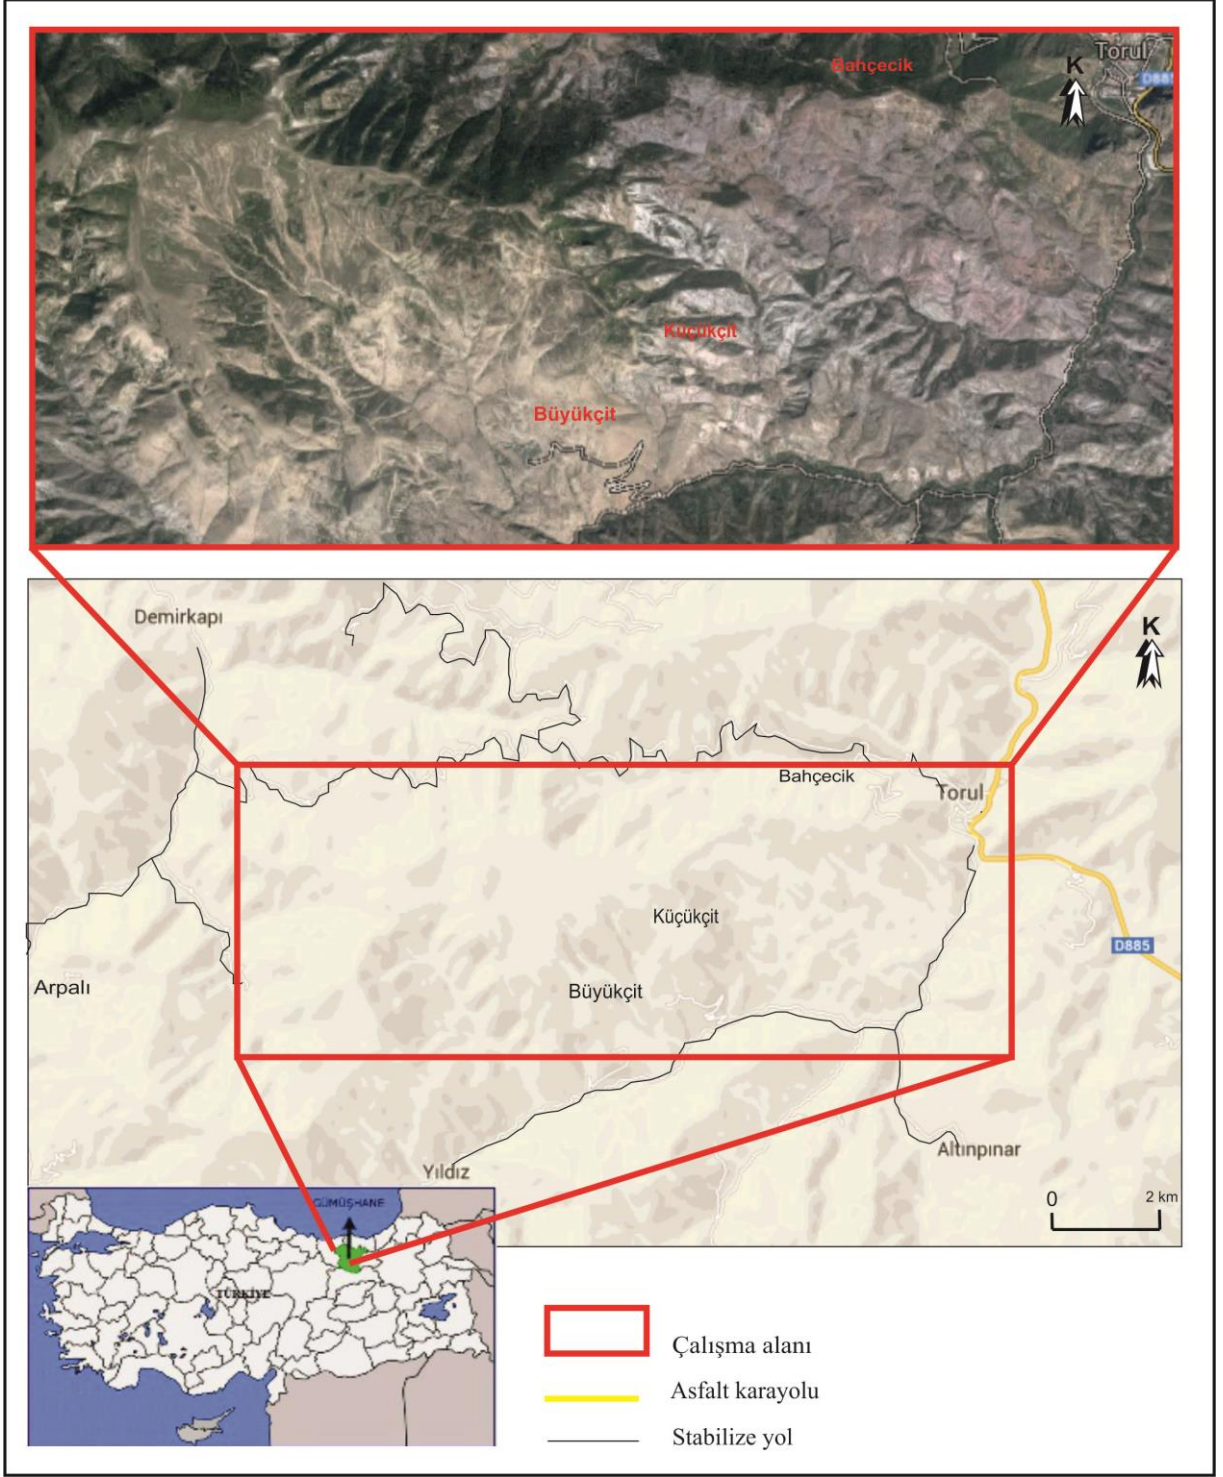 Bahçecik
Torul
K
D885
Küçükçit
Büyükçit
Demirkapı
K
Bahçecik
Torul
Küçükçit
D885
Arpalı
Büyükçit
Altınpınar
Yıldız
0 2 km
GÜMÜŞHANE
TÜRKİYE
Çalışma alanı
Asfalt karayolu
Stabilize yol